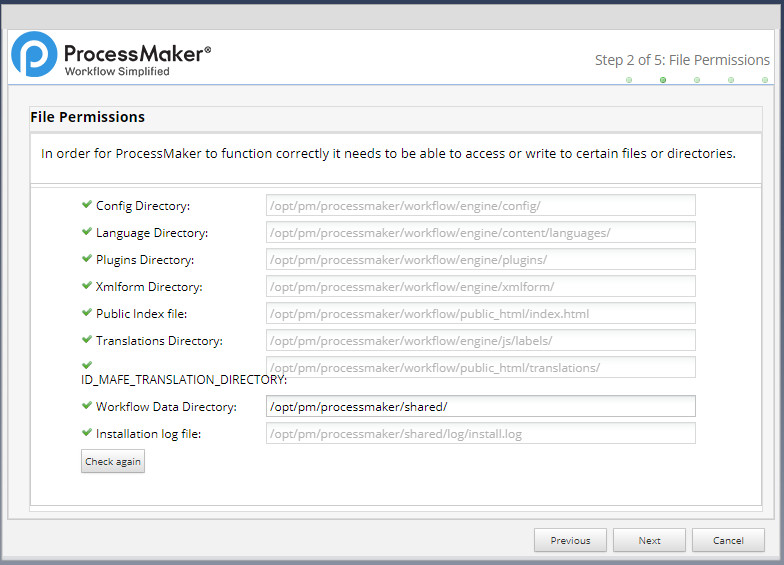 ProcessMaker®
Workflow Simplified
Step 2 of 5: File Permissions
File Permissions
In order for ProcessMaker to function correctly it needs to be able to access or write to certain files or directories.
Config Directory: /opt/pm/processmaker/workflow/engine/config/
Language Directory: /opt/pm/processmaker/workflow/engine/content/languages/
Plugins Directory: /opt/pm/processmaker/workflow/engine/plugins/
Xmlform Directory: /opt/pm/processmaker/workflow/engine/xmlform/
Public Index file: /opt/pm/processmaker/workflow/public_html/index.html
Translations Directory: /opt/pm/processmaker/workflow/engine/js/labels/
/opt/pm/processmaker/workflow/public_html/translations/
ID_MAFE_TRANSLATION_DIRECTORY:
Workflow Data Directory: /opt/pm/processmaker/shared/
Installation log file: /opt/pm/processmaker/shared/log/install.log
Check again
Previous Next Cancel